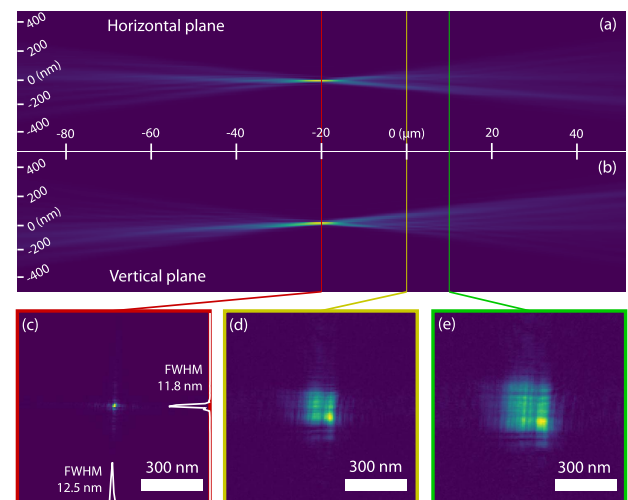 400
Horizontal plane
(a)
200
0 (nm)
-200
-400
-80
-60
-40
-20
0 (μm)
20
40
400
(b)
200
0 (nm)
-200
-400
Vertical plane
(c)
(d)
(e)
FWHM
11.8 nm
FWHM
12.5 nm
300 nm
300 nm
300 nm